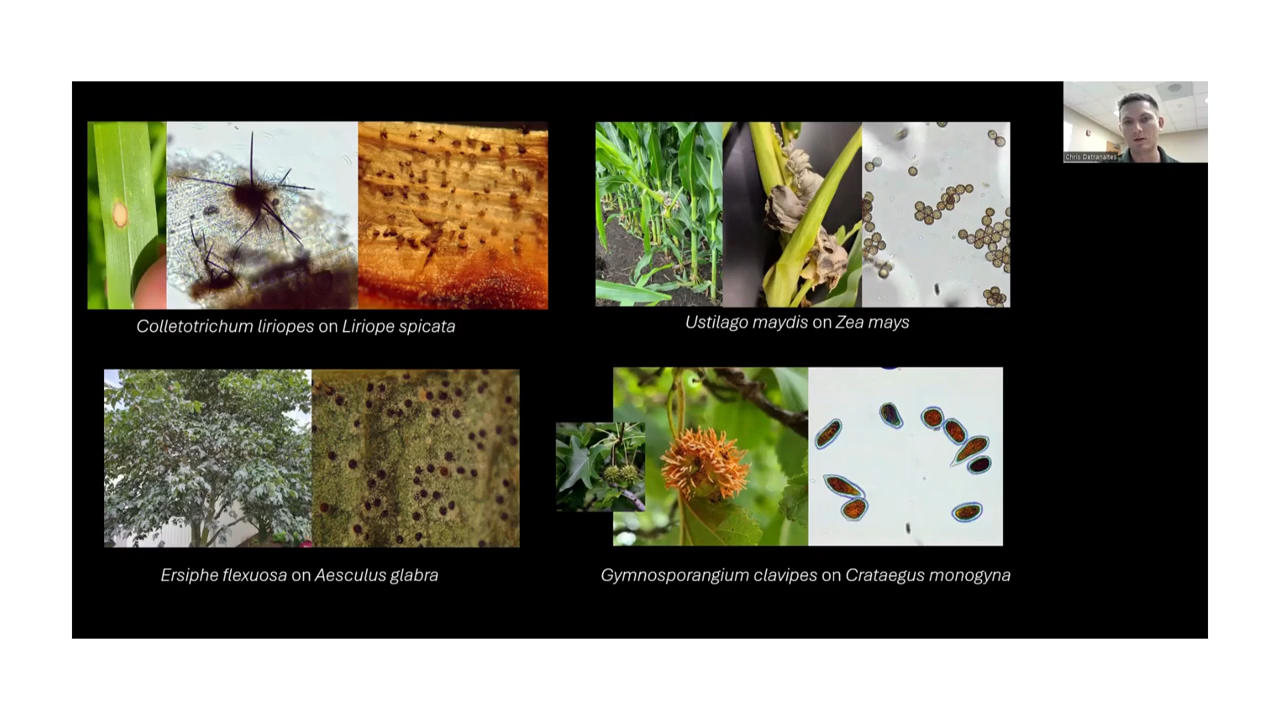 Chris Detranaltes
Colletotrichum liriopes on Liriope spicata
Ustilago maydis on Zea mays
Ersiphe flexuosa on Aesculus glabra
Gymnosporangium clavipes on Crataegus monogyna